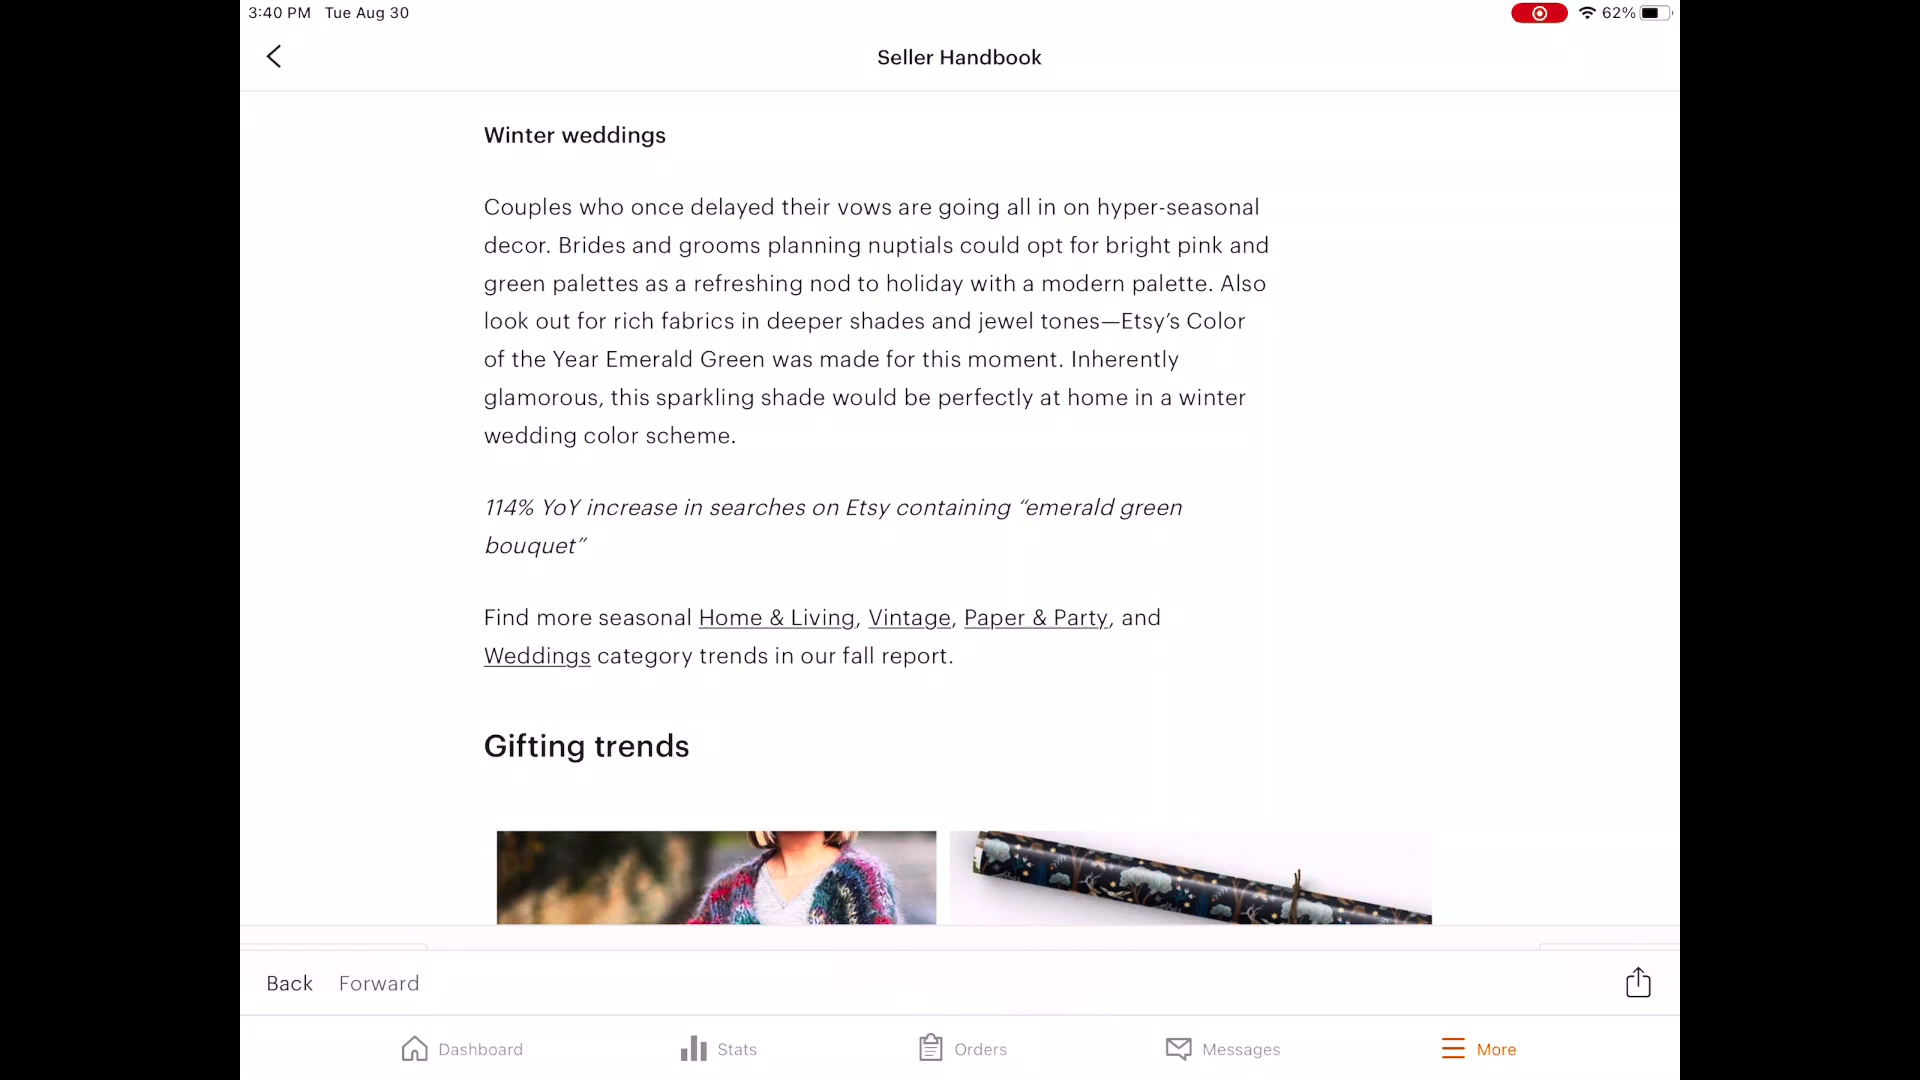 3:40 PM Tue Aug 30
62%
Seller Handbook
Winter weddings
Couples who once delayed their vows are going all in on hyper-seasonal
decor. Brides and grooms planning nuptials could opt for bright pink and
green palettes as a refreshing nod to holiday with a modern palette. Also
look out for rich fabrics in deeper shades and jewel tones—Etsy’s Color
of the Year Emerald Green was made for this moment. Inherently
glamorous, this sparkling shade would be perfectly at home in a winter
wedding color scheme.
114% YoY increase in searches on Etsy containing “emerald green
bouquet”
Find more seasonal Home & Living, Vintage, Paper & Party, and
Weddings category trends in our fall report.
Gifting trends
Back Forward
Dashboard Stats Orders Messages More